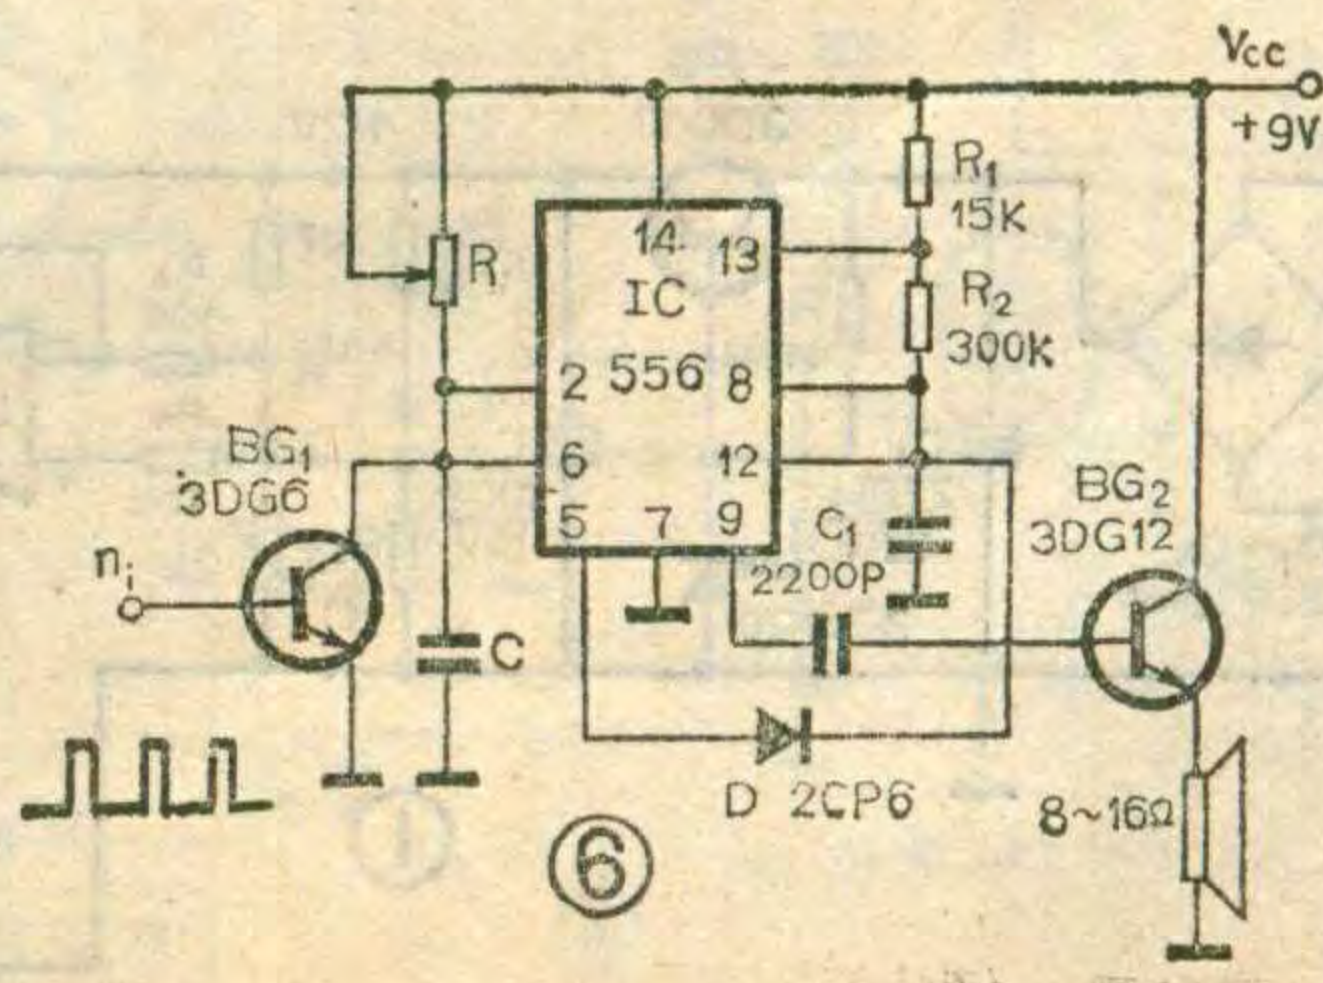 Vcc
+9V
R₁
15K
14
13
R
IC
R₂
300K
2
556
8
BG₁
3DG6
6
12
BG₂
3DG12
5
7
9
C₁
2200P
nᵢ
C
D 2CP6
8~16Ω
⑥